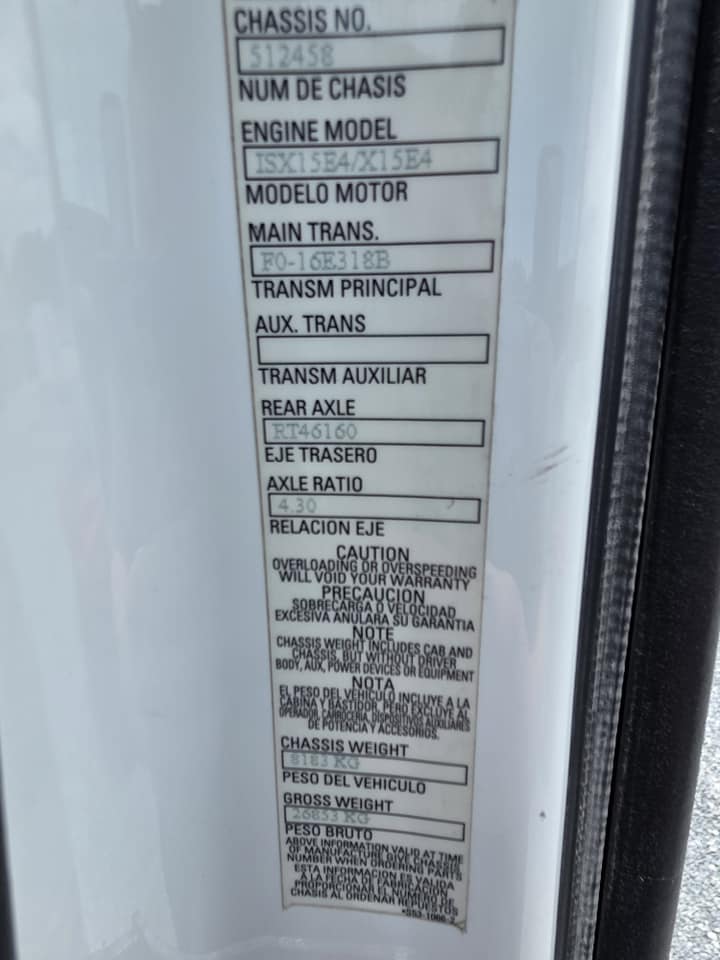 CHASSIS NO.
512458
NUM DE CHASIS
ENGINE MODEL
ISX15E4/X15E4
MODELO MOTOR
MAIN TRANS.
F0-16E318B
TRANSM PRINCIPAL
AUX. TRANS
TRANSM AUXILIAR
REAR AXLE
RT46160
EJE TRASERO
AXLE RATIO
4.30
RELACION EJE
CAUTION
OVERLOADING OR OVERSPEEDING
WILL VOID YOUR WARRANTY
PRECAUCION
SOBRECARGA O VELOCIDAD
EXCESIVA ANULARA SU GARANTIA
NOTE
CHASSIS WEIGHT INCLUDES CAB AND
CHASSIS, BUT WITHOUT DRIVER
BODY, AUX, POWER DEVICES OR EQUIPMENT
NOTA
EL PESO DEL VEHICULO INCLUYE A LA
CABINA Y BASTIDOR, PERO EXCLUYE AL
OPERADOR, CARROCERIA, DISPOSITIVOS AUXILIARES
DE POTENCIA Y ACCESORIOS.
CHASSIS WEIGHT
8183 KG
PESO DEL VEHICULO
GROSS WEIGHT
26853 KG
PESO BRUTO
ABOVE INFORMATION VALID AT TIME
OF MANUFACTURE GIVE CHASSIS
NUMBER WHEN ORDERING PARTS
ESTA INFORMACION ES VALIDA
A LA FECHA DE FABRICACION
PROPORCIONAR EL NUMERO DE
CHASIS AL ORDENAR REPUESTOS
*S53-1066-2